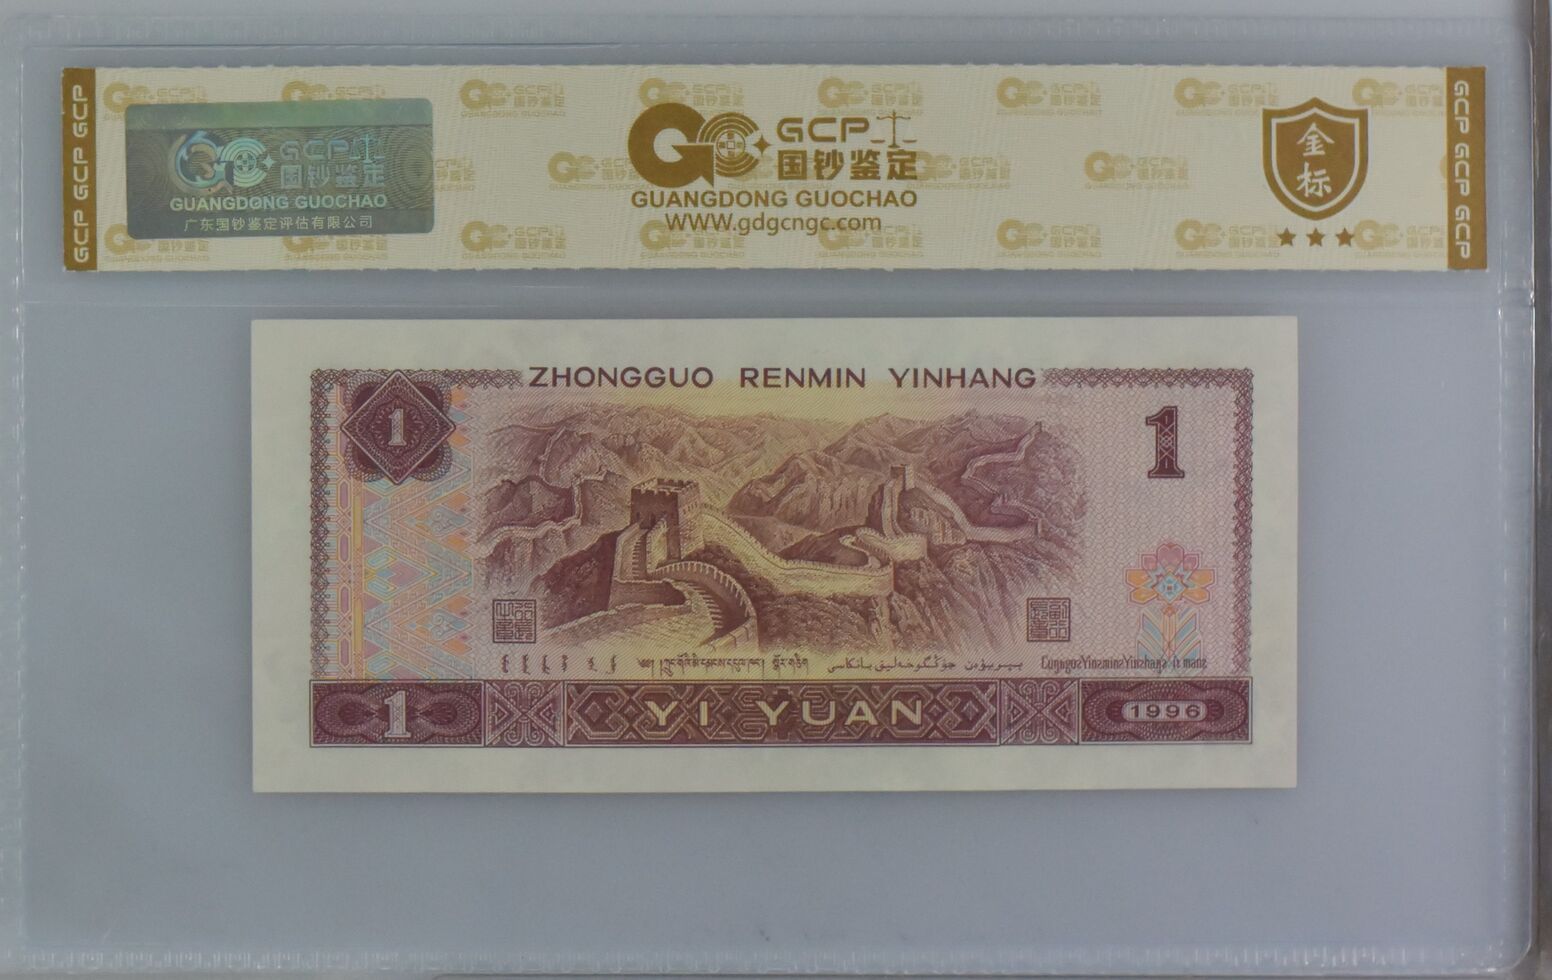 GCP GCP GCP
GCP
国钞鉴定
GUANGDONG GUOCHAO
广东国钞鉴定评估有限公司
GCP
国钞鉴定
GUANGDONG GUOCHAO
WWW.gdgcngc.com
金标
GCP GCP GCP
ZHONGGUO RENMIN YINHANG
1
1
1
YI YUAN
1996